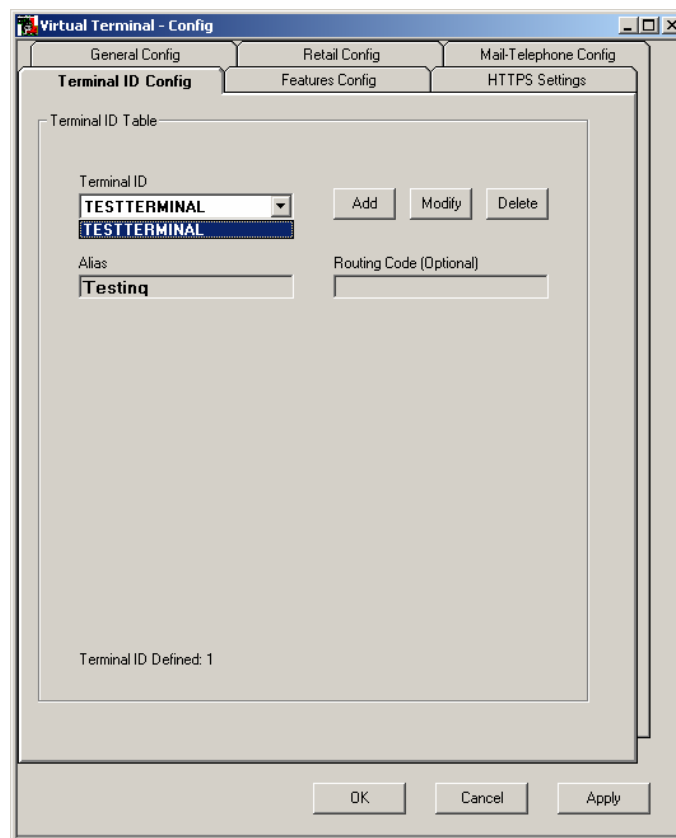 Virtual Terminal - Config
General Config Retail Config Mail-Telephone Config
Terminal ID Config Features Config HTTPS Settings
Terminal ID Table
Terminal ID
TESTTERMINAL Add Modify Delete
TESTTERMINAL
Alias Routing Code (Optional)
Testing
Terminal ID Defined: 1
OK Cancel Apply